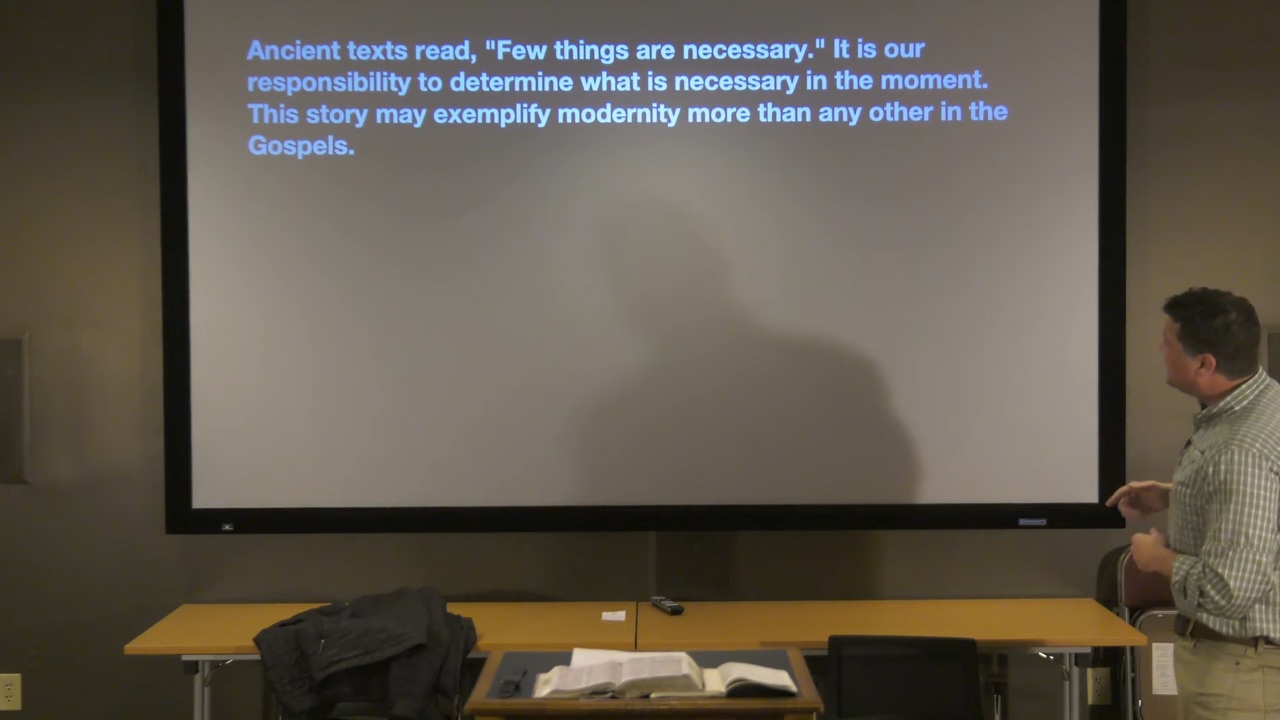 Ancient texts read, "Few things are necessary." It is our
responsibility to determine what is necessary in the moment.
This story may exemplify modernity more than any other in the
Gospels.